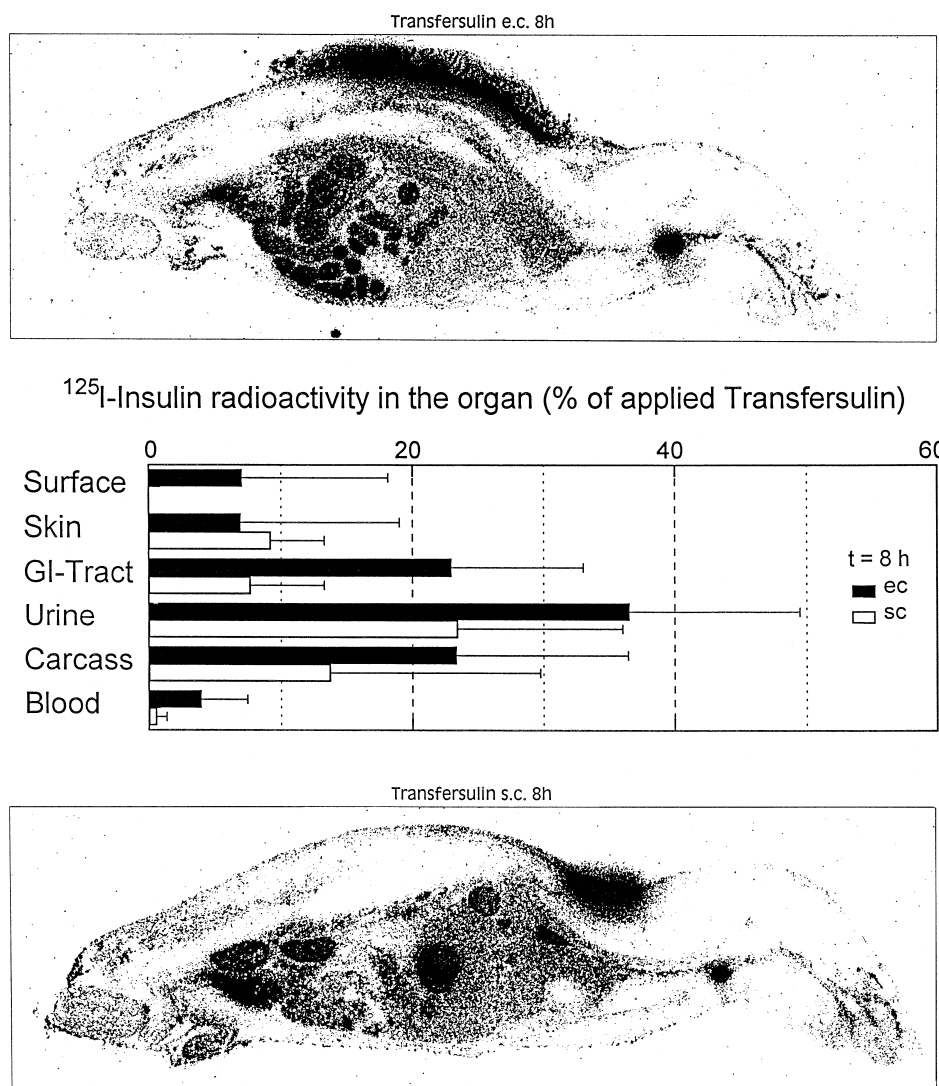 Transfersulin e.c. 8h
¹²⁵I-Insulin radioactivity in the organ (% of applied Transfersulin)
0 20 40 60
Surface
Skin
GI-Tract
Urine
Carcass
Blood
t = 8 h
ec
sc
Transfersulin s.c. 8h